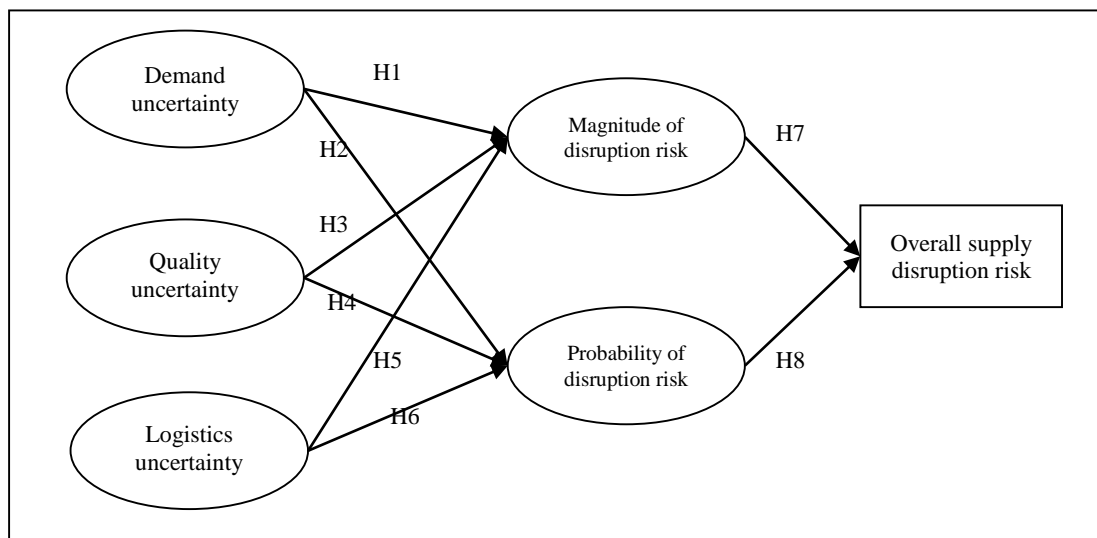 Demand
uncertainty
H1
H2
Magnitude of
disruption risk
H7
H3
Quality
uncertainty
H4
Overall supply
disruption risk
H5
Probability of
disruption risk
H8
H6
Logistics
uncertainty